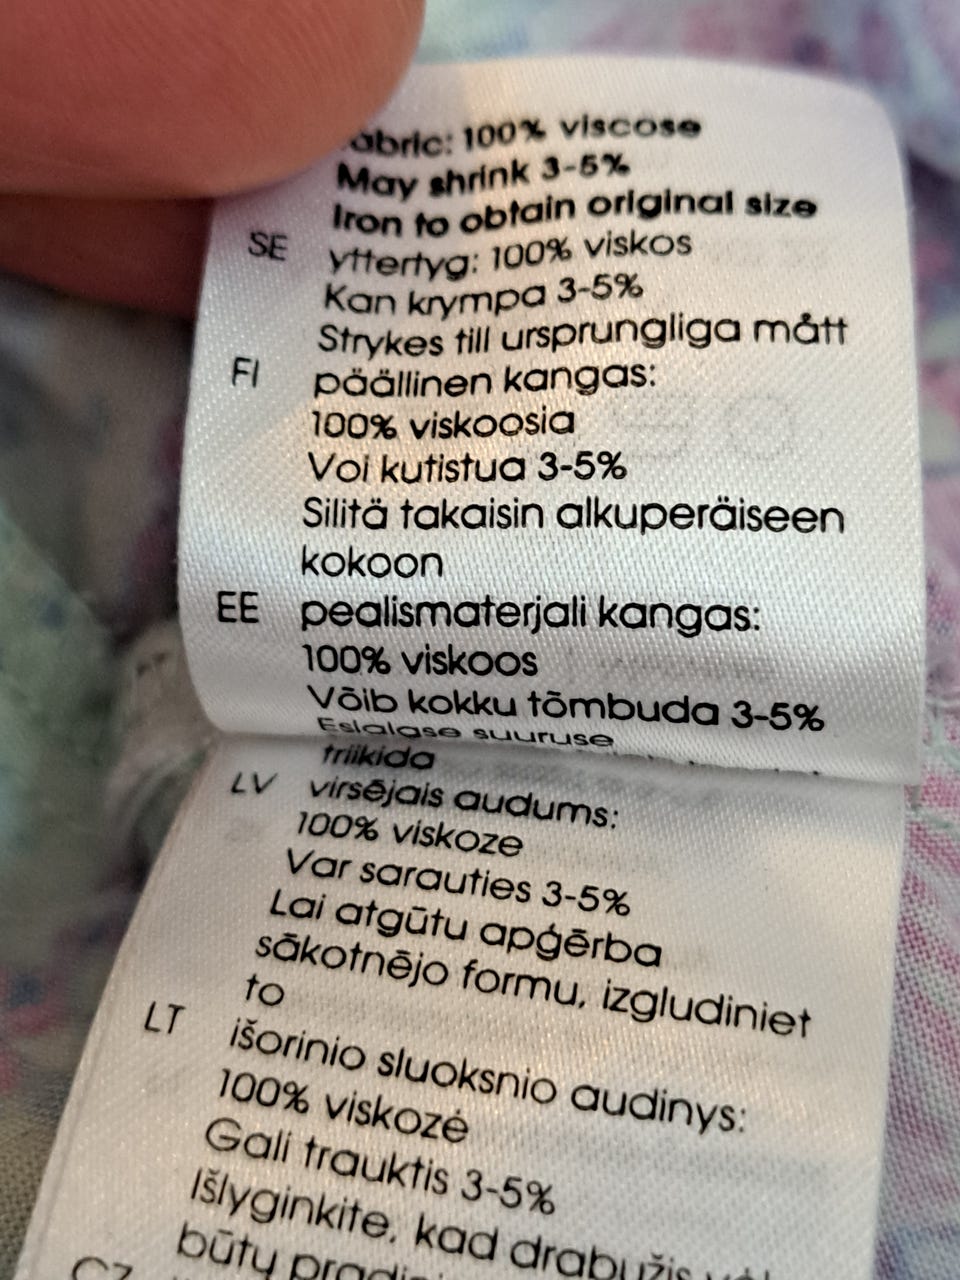 abric: 100% viscose
May shrink 3-5%
Iron to obtain original size
SE yttertyg: 100% viskos
Kan krympa 3-5%
Strykes till ursprungliga mått
FI päällinen kangas:
100% viskoosia
Voi kutistua 3-5%
Silitä takaisin alkuperäiseen
kokoon
EE pealismaterjali kangas:
100% viskoos
Võib kokku tõmbuda 3-5%
suuruse
triikida
LV virsējais audums:
100% viskoze
Var sarauties 3-5%
Lai atgūtu apģērba
sākotnējo formu, izgludiniet
to
LT išorinio sluoksnio audinys:
100% viskozė
Gali trauktis 3-5%
Išlyginkite, kad drabužis
būtų
CZ